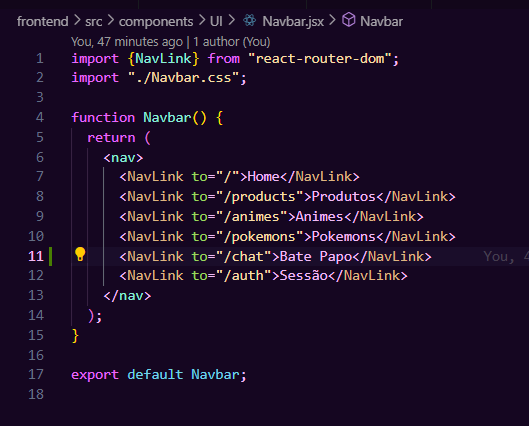 frontend > src > components > UI > Navbar.jsx > Navbar
You, 47 minutes ago | 1 author (You)
1 import {NavLink} from "react-router-dom";
2 import "./Navbar.css";
3
4 function Navbar() {
5 return (
6 <nav>
7 <NavLink to="/">Home</NavLink>
8 <NavLink to="/products">Produtos</NavLink>
9 <NavLink to="/animes">Animes</NavLink>
10 <NavLink to="/pokemons">Pokemons</NavLink>
11 <NavLink to="/chat">Bate Papo</NavLink> You, 4
12 <NavLink to="/auth">Sessão</NavLink>
13 </nav>
14 );
15 }
16
17 export default Navbar;
18